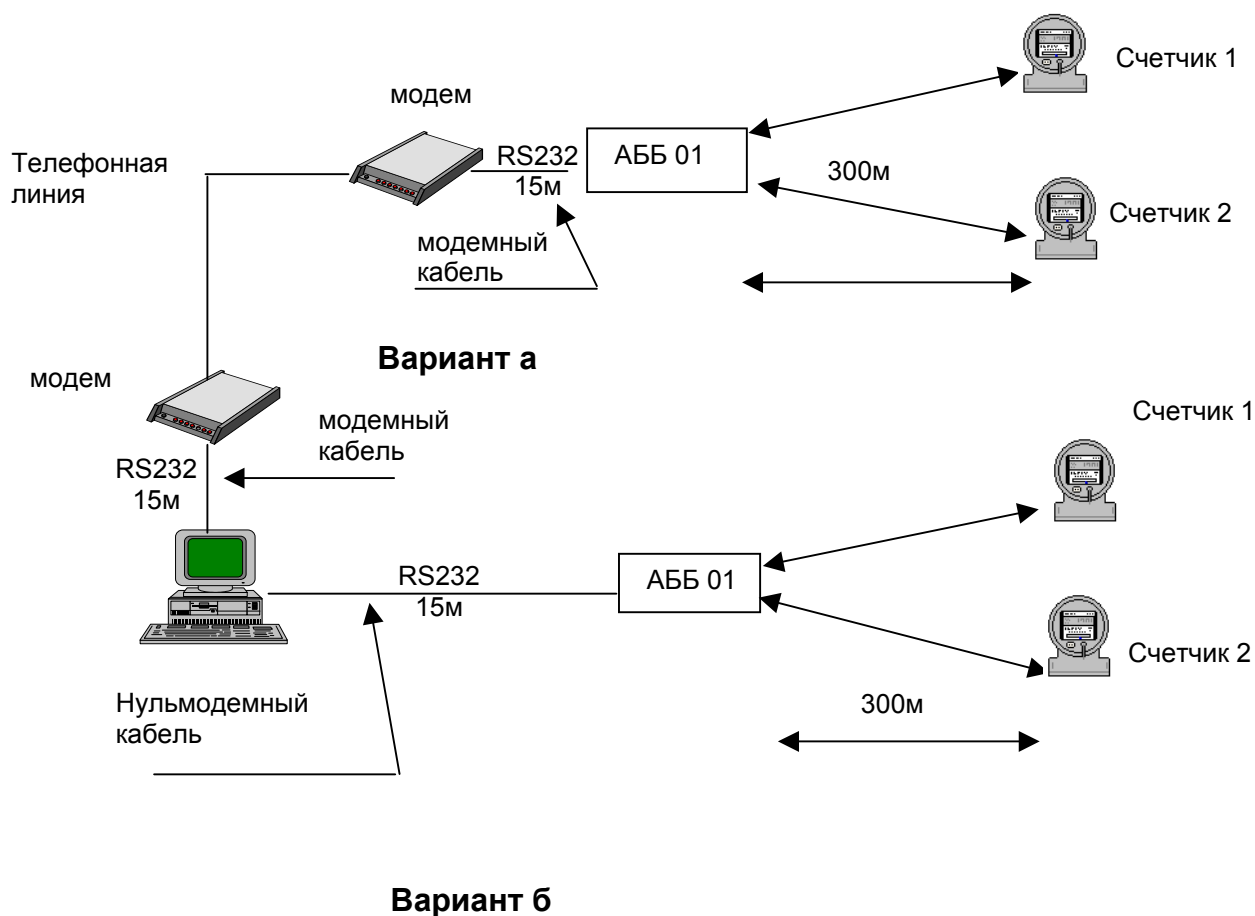 Счетчик 1
модем
RS232
15м
АББ 01
Телефонная
линия
300м
Счетчик 2
модемный
кабель
Вариант а
модем
модемный
кабель
Счетчик 1
RS232
15м
RS232
15м
АББ 01
Счетчик 2
Нульмодемный
кабель
300м
Вариант б